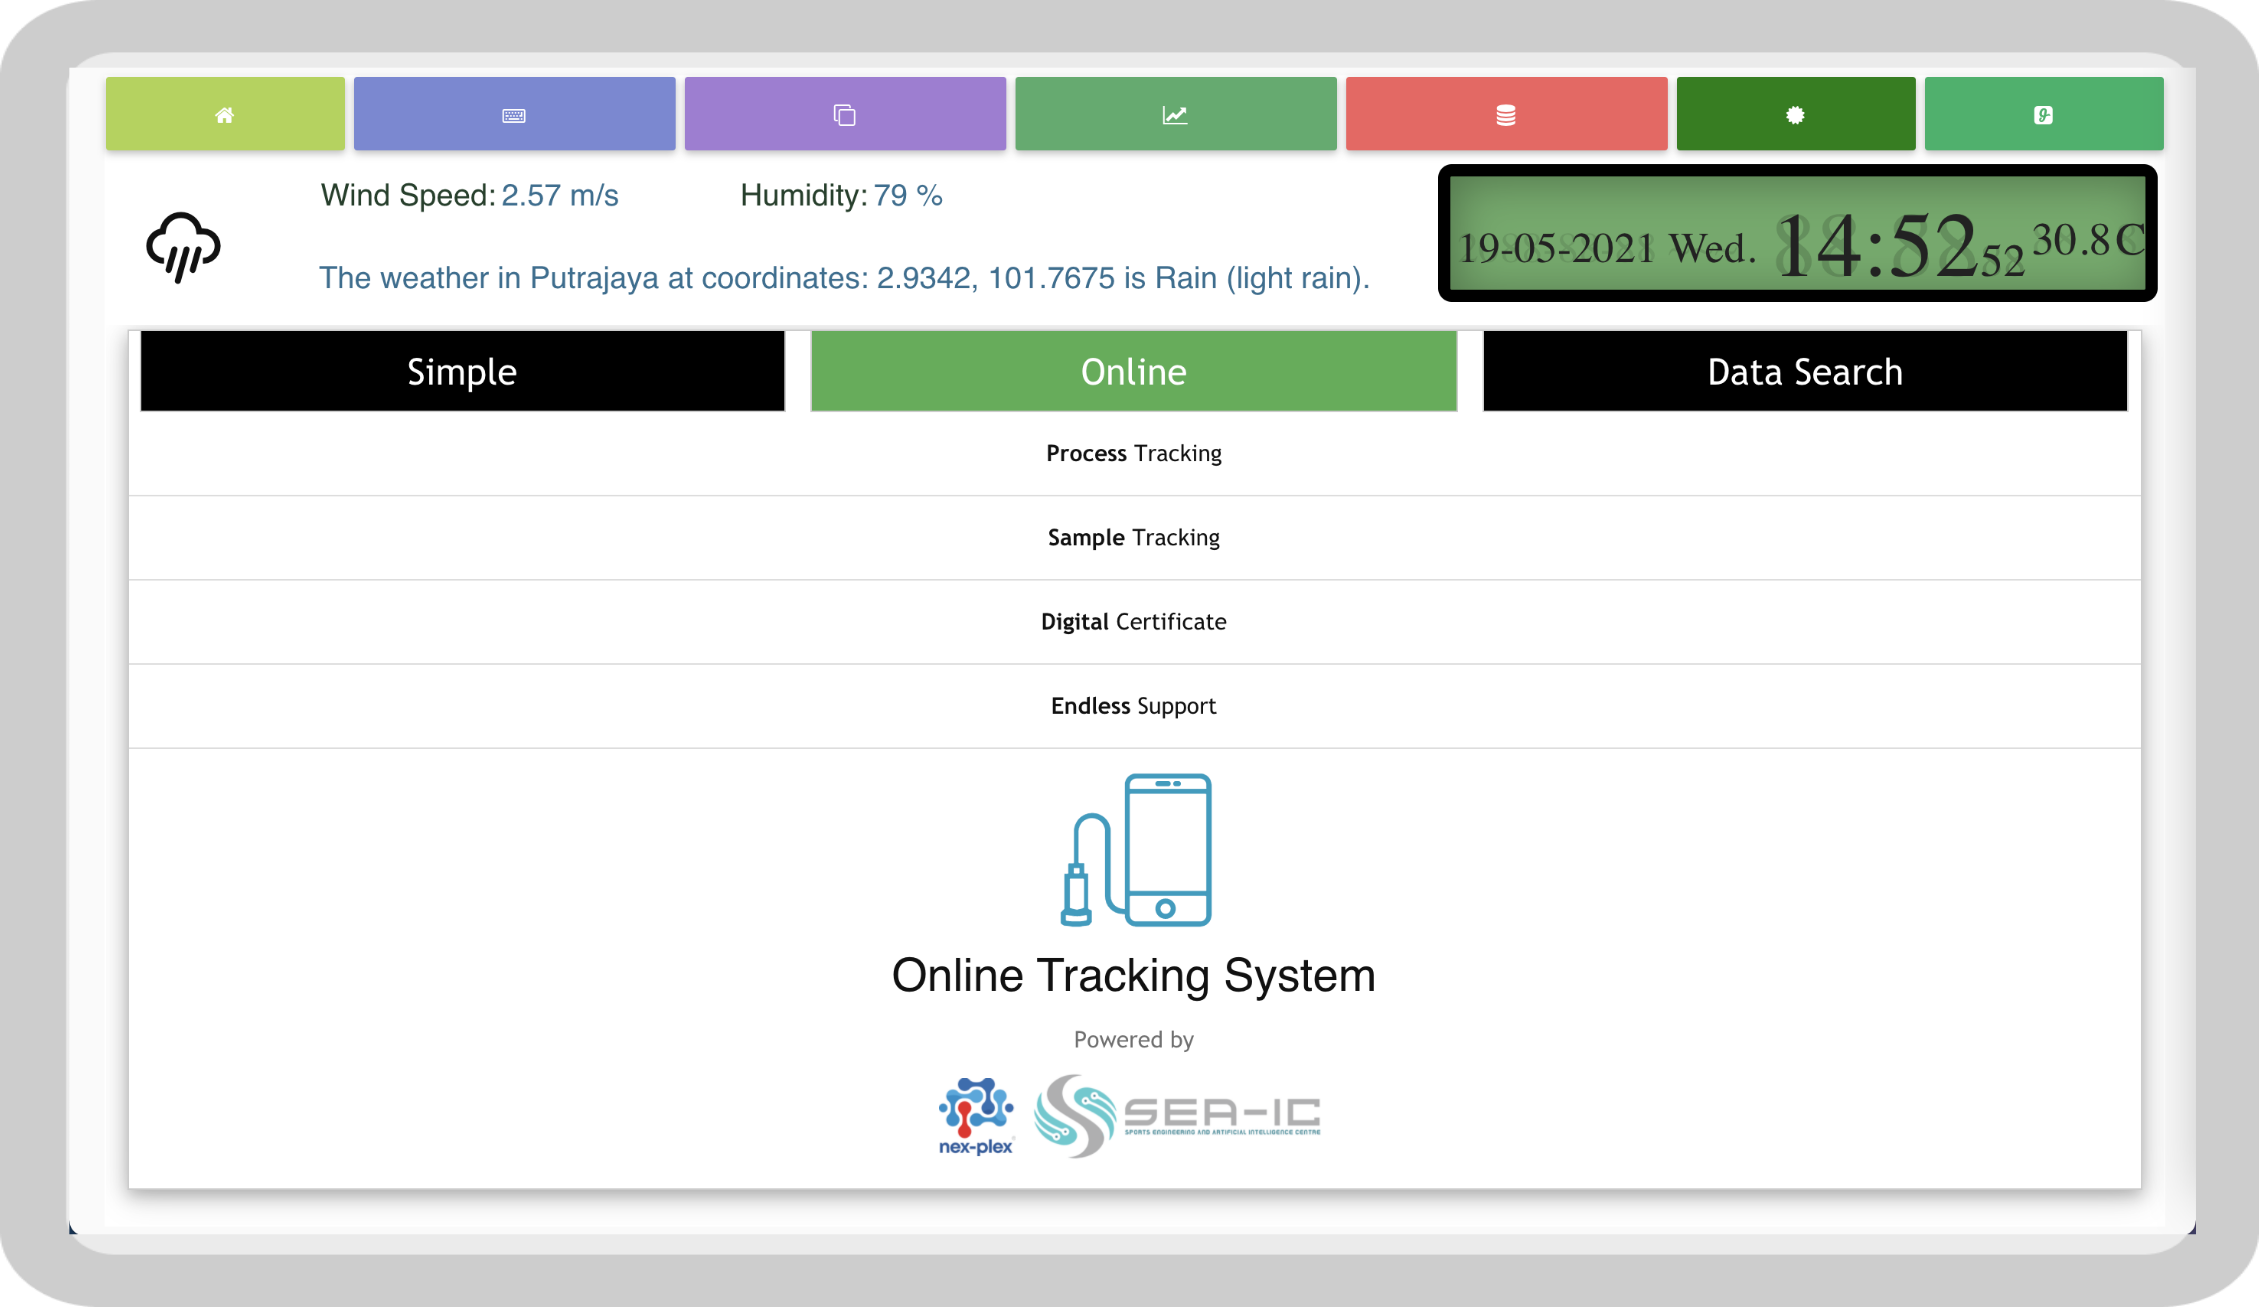 Wind Speed: 2.57 m/s Humidity: 79 %
The weather in Putrajaya at coordinates: 2.9342, 101.7675 is Rain (light rain).
19-05-2021 Wed. 14:52 52 30.8 C
Simple Online Data Search
Process Tracking
Sample Tracking
Digital Certificate
Endless Support
Online Tracking System
Powered by
nex-plex
SEA-IC
SPORTS ENGINEERING AND ARTIFICIAL INTELLIGENCE CENTRE